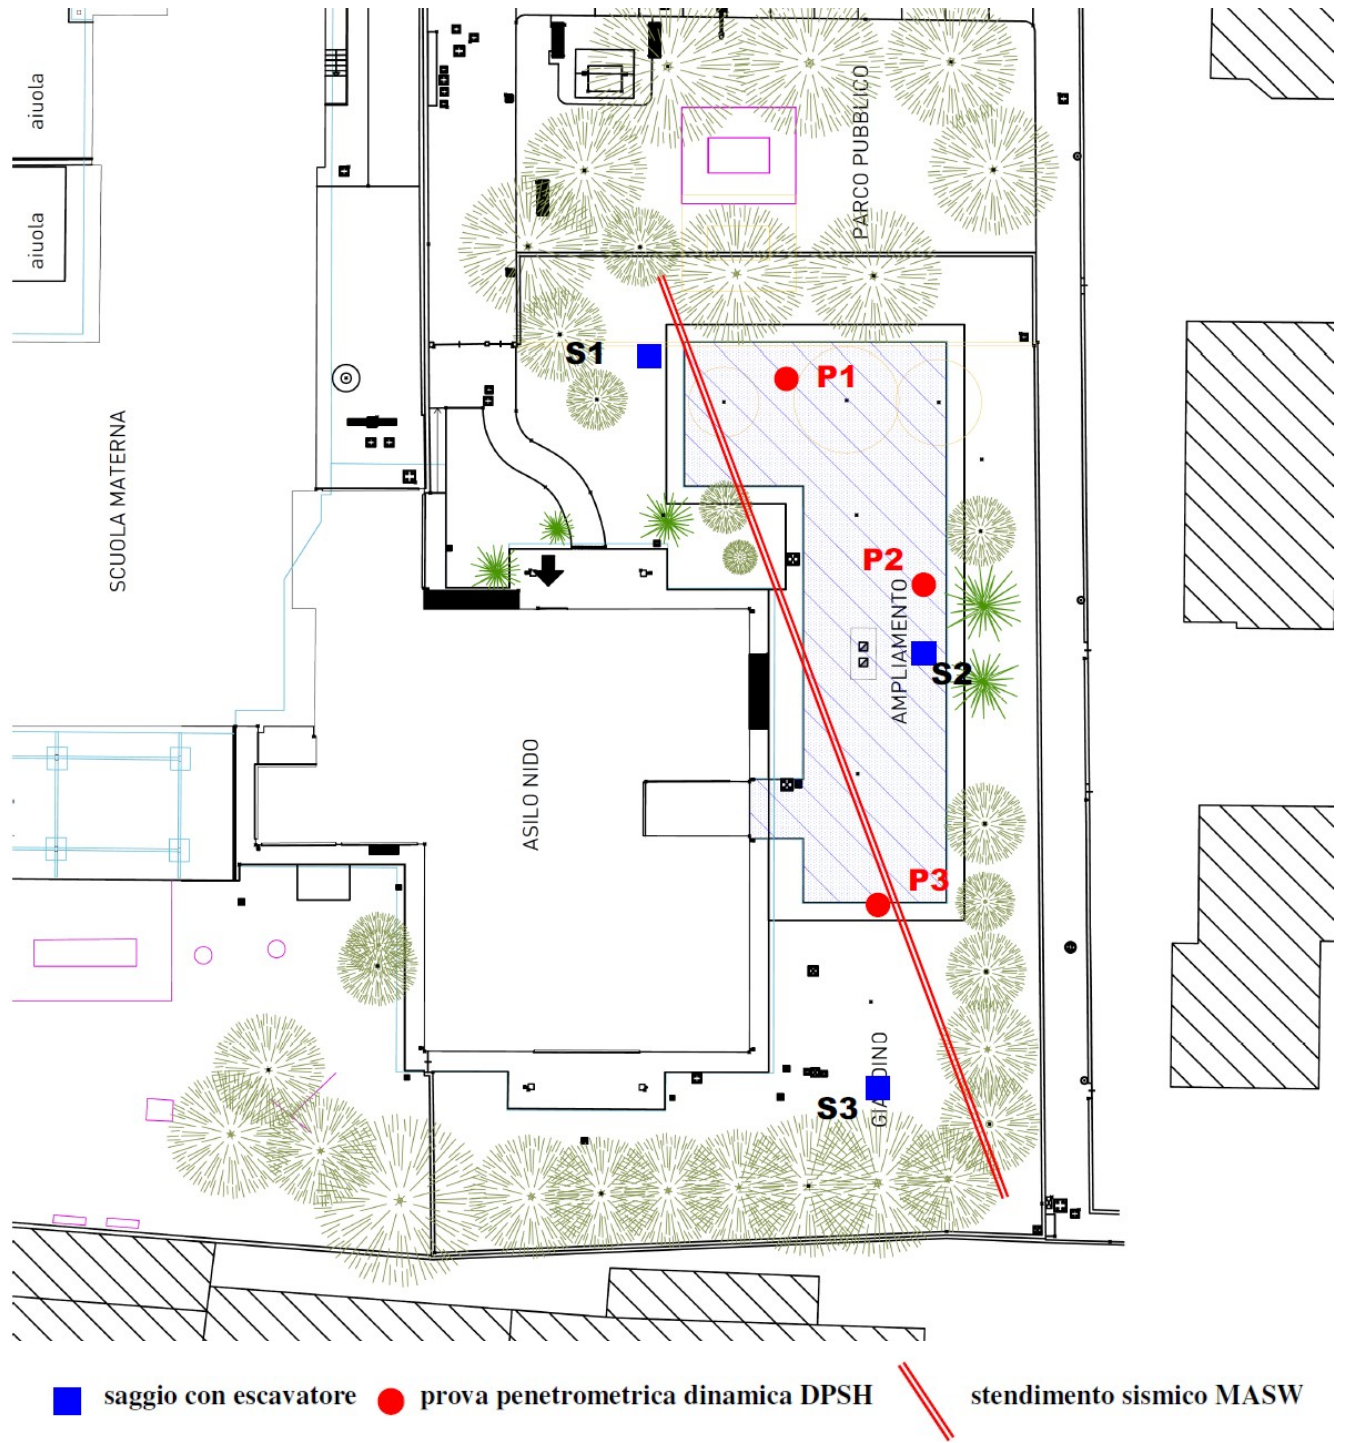 aiuola
PARCO PUBBLICO
aiuola
S1
P1
SCUOLA MATERNA
P2
AMPLIAMENTO
S2
ASILO NIDO
P3
GIARDINO
S3
saggio con escavatore
prova penetrometrica dinamica DPSH
stendimento sismico MASW